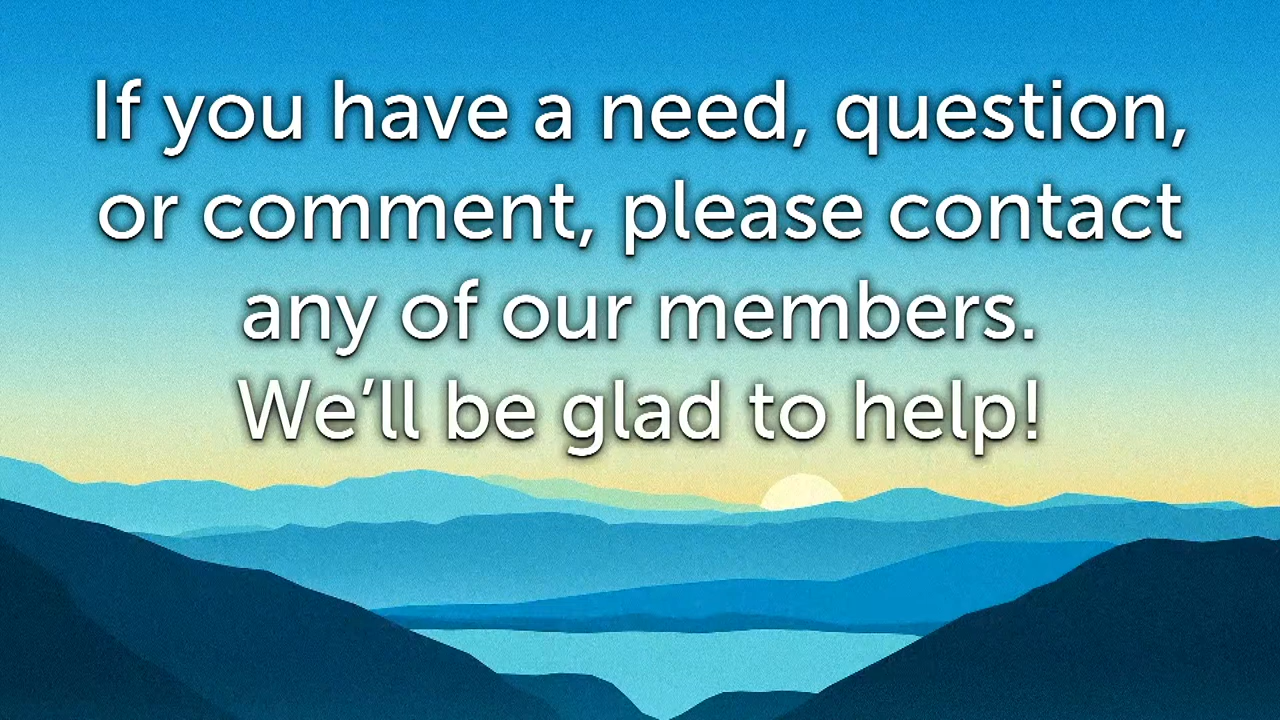 If you have a need, question,
or comment, please contact
any of our members.
We’ll be glad to help!